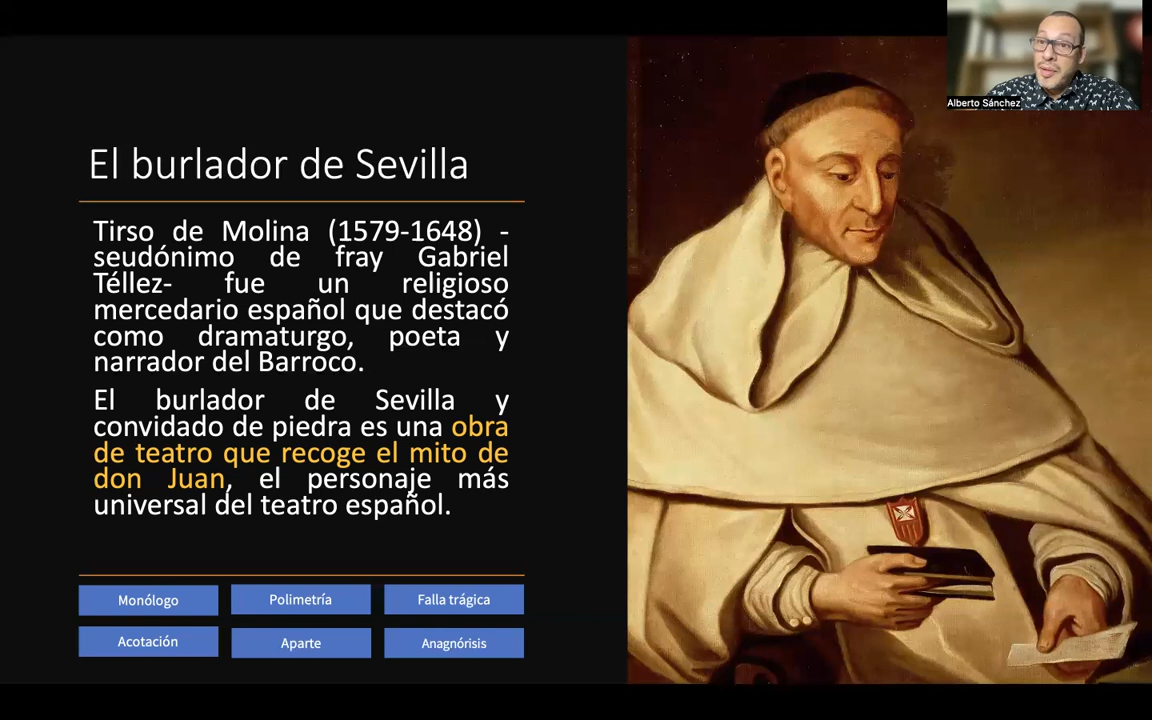 Alberto Sánchez
El burlador de Sevilla
Tirso de Molina (1579-1648) -
seudónimo de fray Gabriel
Téllez- fue un religioso
mercedario español que destacó
como dramaturgo, poeta y
narrador del Barroco.
El burlador de Sevilla y
convidado de piedra es una obra
de teatro que recoge el mito de
don Juan, el personaje más
universal del teatro español.
Monólogo
Polimetría
Falla trágica
Acotación
Aparte
Anagnórisis